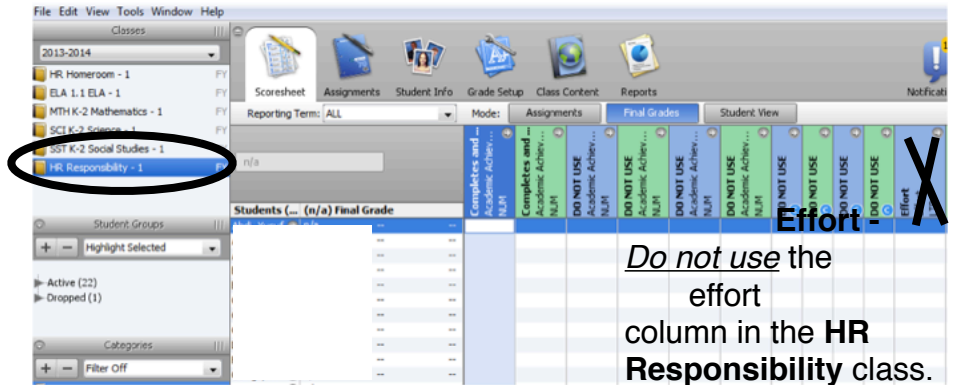 File Edit View Tools Window Help
Classes
2013-2014
HR Homeroom - 1 FY
ELA 1.1 ELA - 1 FY
MTH K-2 Mathematics - 1 FY
SCI K-2 Science - 1 FY
SST K-2 Social Studies - 1
HR Responsibility - 1 FY
Student Groups
+ − Highlight Selected
Active (22)
Dropped (1)
Categories
+ − Filter Off
Scoresheet Assignments Student Info Grade Setup Class Content Reports
Notificati
Reporting Term: ALL Mode: Assignments Final Grades Student View
n/a
Completes and ...
Academic Achiev...
NUM
Completes and ...
Academic Achiev...
NUM
DO NOT USE
Academic Achiev...
NUM
DO NOT USE
Academic Achiev...
NUM
DO NOT USE
Academic Achiev...
NUM
DO NOT USE
Academic Achiev...
NUM
DO NOT USE
DO NOT USE
DO NOT USE
DO NOT USE
Effort
Students (... (n/a) Final Grade
Effort -
Do not use the
effort
column in the HR
Responsibility class.